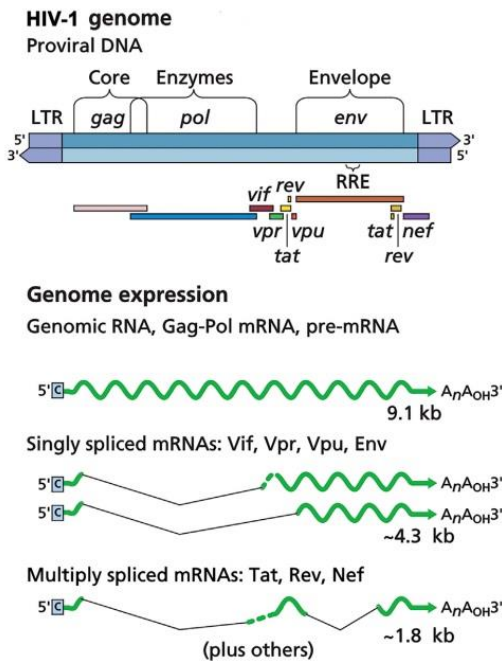 HIV-1 genome
Proviral DNA
Core Enzymes Envelope
LTR gag pol env LTR
5' 3'
3' 5'
RRE
vif rev
vpr vpu tat nef
tat rev
Genome expression
Genomic RNA, Gag-Pol mRNA, pre-mRNA
5' C AnAOH3'
9.1 kb
Singly spliced mRNAs: Vif, Vpr, Vpu, Env
5' C AnAOH3'
5' C AnAOH3'
~4.3 kb
Multiply spliced mRNAs: Tat, Rev, Nef
5' C AnAOH3'
(plus others) ~1.8 kb